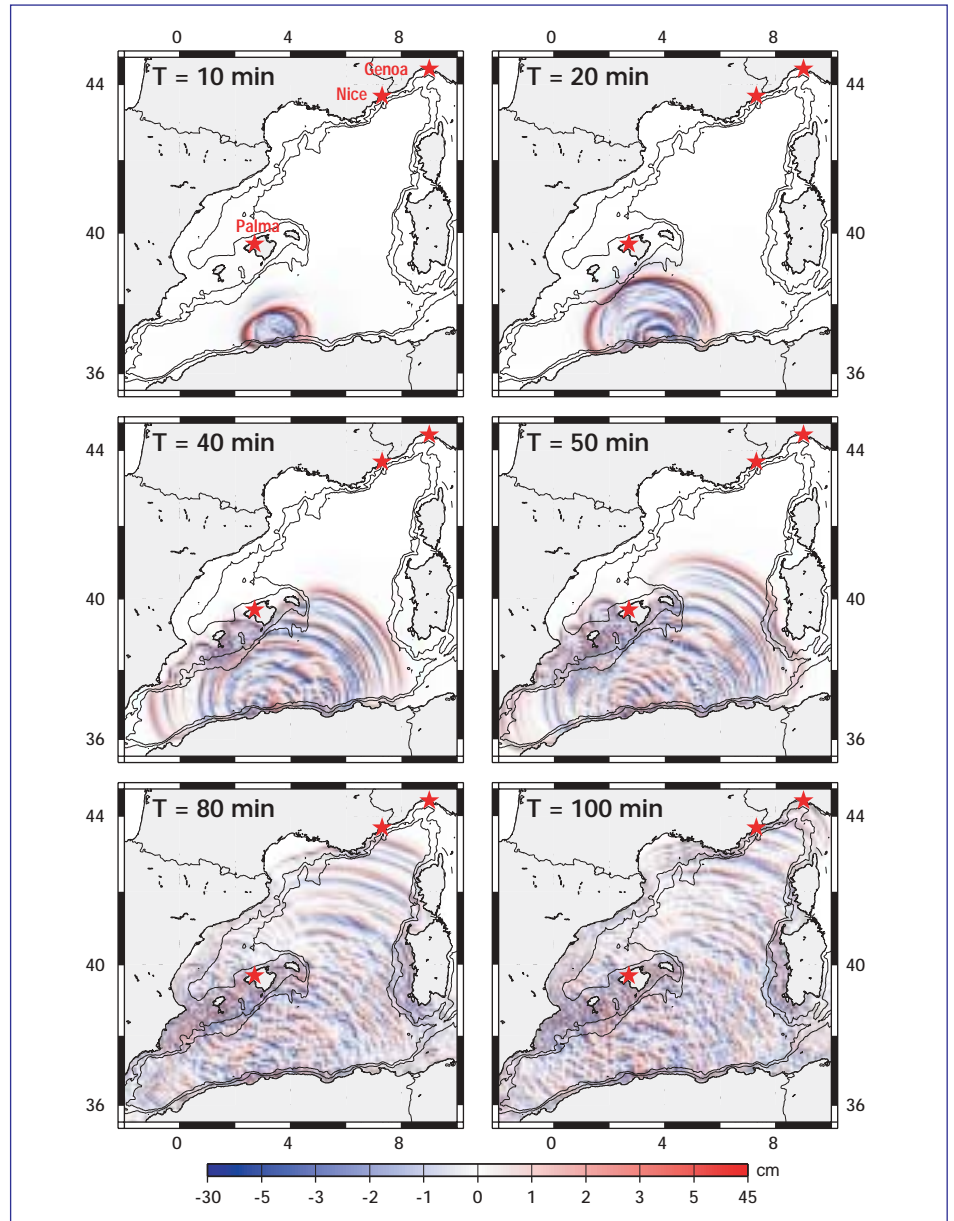 0 4 8 0 4 8
T = 10 min Genoa T = 20 min
44 44
Nice
40 Palma 40
36 36
T = 40 min T = 50 min
44 44
40 40
36 36
T = 80 min T = 100 min
44 44
40 40
36 36
0 4 8 0 4 8
cm
-30 -5 -3 -2 -1 0 1 2 3 5 45